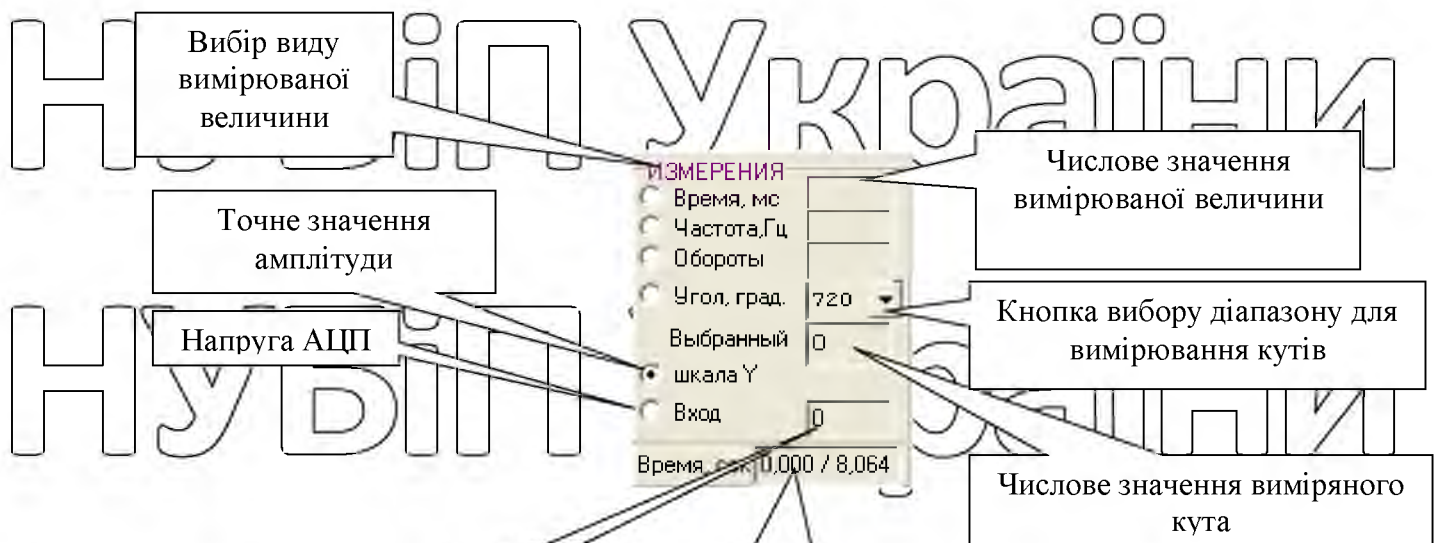 НУБіП України
Вибір виду
вимірюваної
величини
Числове значення
вимірюваної величини
Точне значення
амплітуди
Напруга АЦП
ИЗМЕРЕНИЯ
Время, мс
Частота,Гц
Обороты
Угол, град. 720
Выбранный 0
шкала Y
Вход 0
Время, сек 0,000 / 8,064
Кнопка вибору діапазону для
вимірювання кутів
Числове значення виміряного
кута
НУБіП України